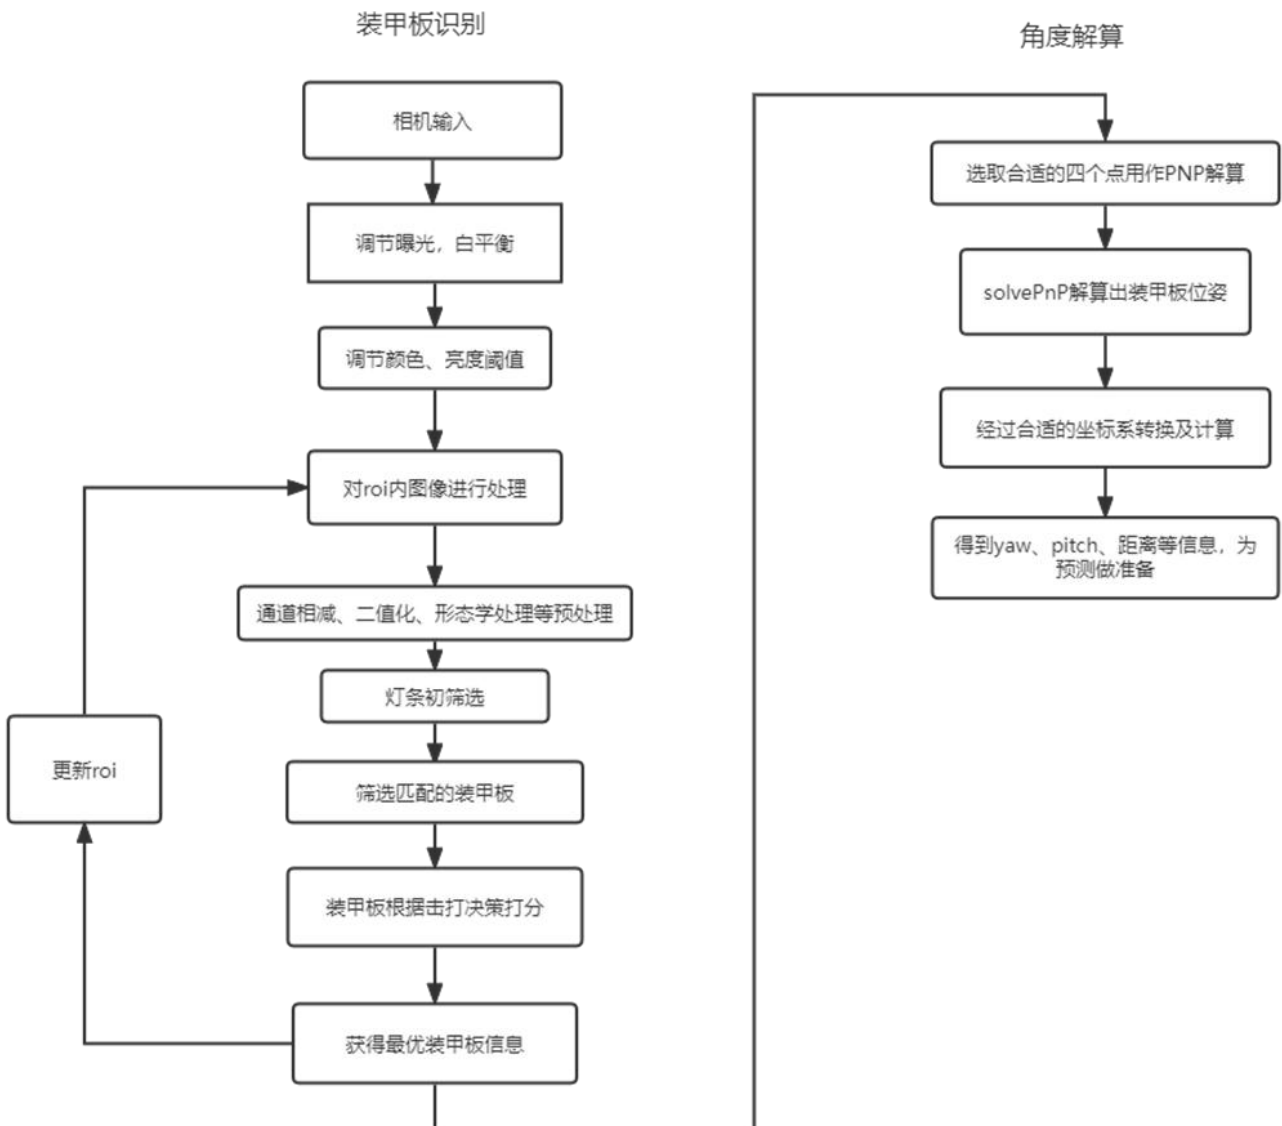 装甲板识别
相机输入
调节曝光，白平衡
调节颜色、亮度阈值
对roi内图像进行处理
通道相减、二值化、形态学处理等预处理
灯条初筛选
更新roi
筛选匹配的装甲板
装甲板根据击打决策打分
获得最优装甲板信息
角度解算
选取合适的四个点用作PNP解算
solvePnP解算出装甲板位姿
经过合适的坐标系转换及计算
得到yaw、pitch、距离等信息，为
预测做准备